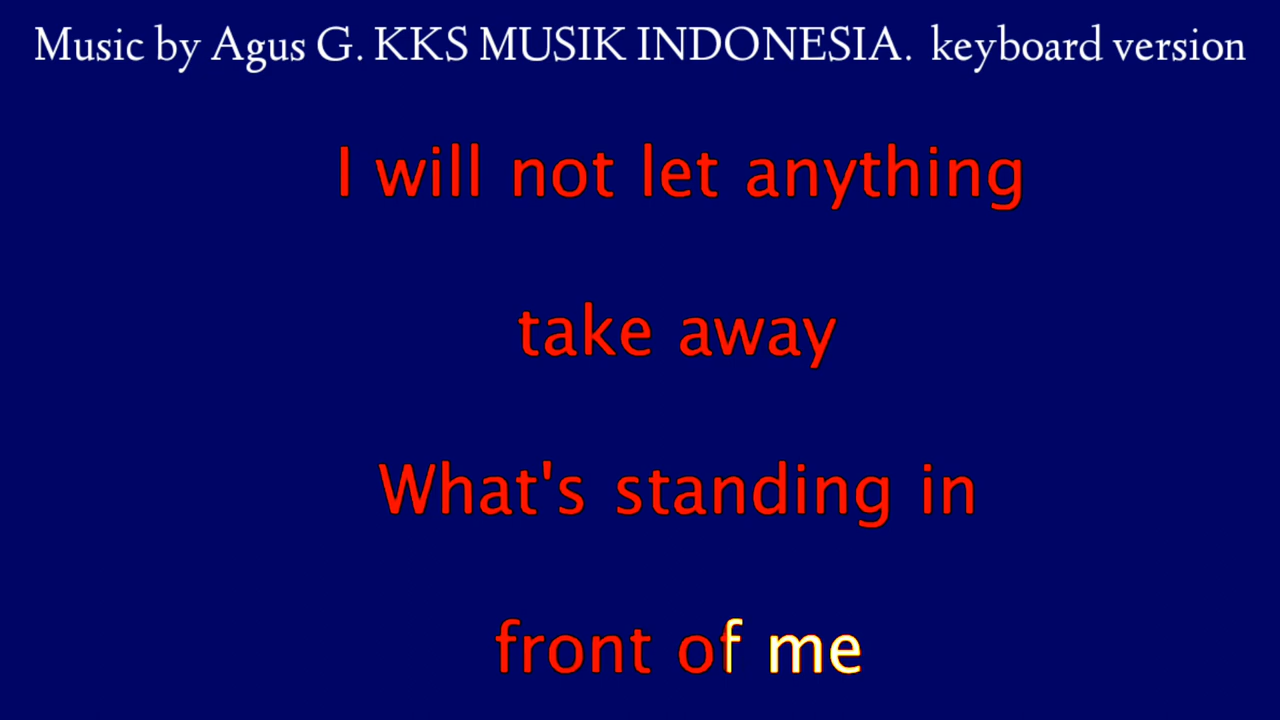 Music by Agus G. KKS MUSIK INDONESIA. keyboard version
I will not let anything
take away
What's standing in
front of me